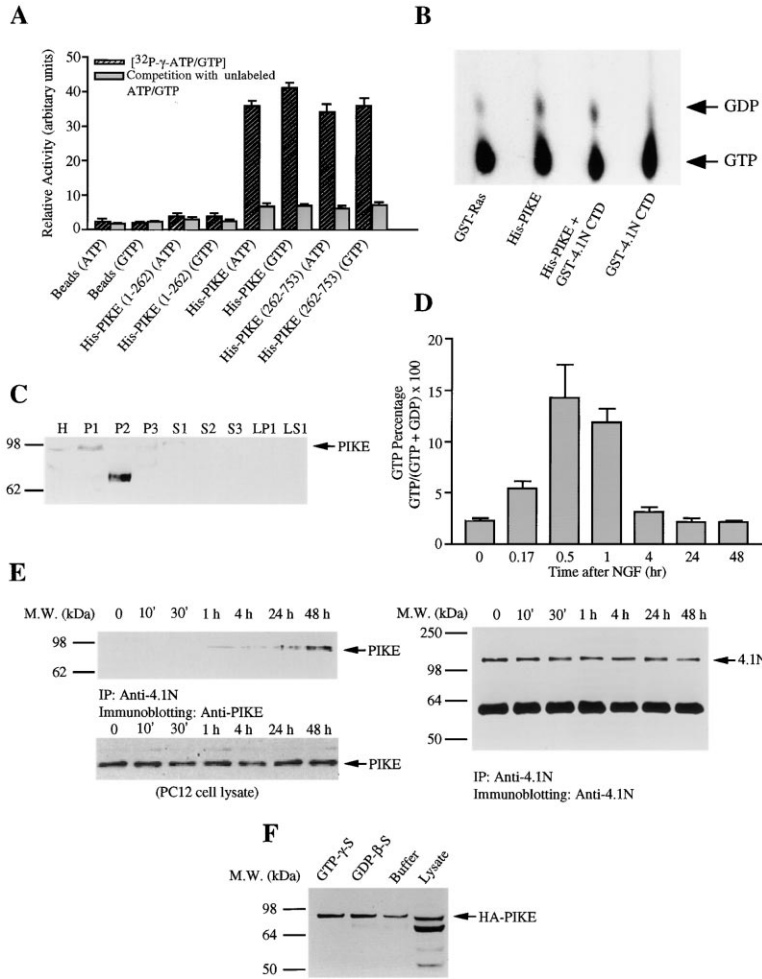 A
[32P-γ-ATP/GTP]
Competition with unlabeled
ATP/GTP
Relative Activity (arbitary units)
50
40
30
20
10
0
Beads (ATP)
Beads (GTP)
His-PIKE (1-262) (ATP)
His-PIKE (1-262) (GTP)
His-PIKE (ATP)
His-PIKE (GTP)
His-PIKE (262-753) (ATP)
His-PIKE (262-753) (GTP)
B
GDP
GTP
GST-Ras
His-PIKE
His-PIKE +
GST-4.1N CTD
GST-4.1N CTD
C
H P1 P2 P3 S1 S2 S3 LP1 LS1
98
PIKE
62
D
GTP Percentage
GTP/(GTP + GDP) x 100
20
15
10
5
0
0 0.17 0.5 1 4 24 48
Time after NGF (hr)
E
M.W. (kDa) 0 10' 30' 1 h 4 h 24 h 48 h
98
PIKE
62
IP: Anti-4.1N
Immunoblotting: Anti-PIKE
0 10' 30' 1 h 4 h 24 h 48 h
PIKE
(PC12 cell lysate)
M.W. (kDa) 0 10' 30' 1 h 4 h 24 h 48 h
250
4.1N
98
64
50
IP: Anti-4.1N
Immunoblotting: Anti-4.1N
F
GTP-γ-S
GDP-β-S
Buffer
Lysate
M.W. (kDa)
98
HA-PIKE
64
50